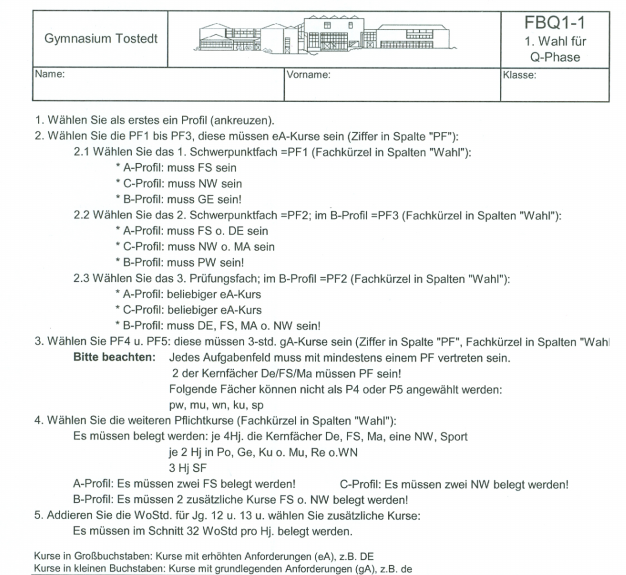 Gymnasium Tostedt
FBQ1-1
1. Wahl für
Q-Phase
Name: Vorname: Klasse:
1. Wählen Sie als erstes ein Profil (ankreuzen).
2. Wählen Sie die PF1 bis PF3, diese müssen eA-Kurse sein (Ziffer in Spalte "PF"):
2.1 Wählen Sie das 1. Schwerpunktfach =PF1 (Fachkürzel in Spalten "Wahl"):
* A-Profil: muss FS sein
* C-Profil: muss NW sein
* B-Profil: muss GE sein!
2.2 Wählen Sie das 2. Schwerpunktfach =PF2; im B-Profil =PF3 (Fachkürzel in Spalten "Wahl"):
* A-Profil: muss FS o. DE sein
* C-Profil: muss NW o. MA sein
* B-Profil: muss PW sein!
2.3 Wählen Sie das 3. Prüfungsfach; im B-Profil =PF2 (Fachkürzel in Spalten "Wahl"):
* A-Profil: beliebiger eA-Kurs
* C-Profil: beliebiger eA-Kurs
* B-Profil: muss DE, FS, MA o. NW sein!
3. Wählen Sie PF4 u. PF5: diese müssen 3-std. gA-Kurse sein (Ziffer in Spalte "PF", Fachkürzel in Spalten "Wahl
Bitte beachten: Jedes Aufgabenfeld muss mit mindestens einem PF vertreten sein.
2 der Kernfächer De/FS/Ma müssen PF sein!
Folgende Fächer können nicht als P4 oder P5 angewählt werden:
pw, mu, wn, ku, sp
4. Wählen Sie die weiteren Pflichtkurse (Fachkürzel in Spalten "Wahl"):
Es müssen belegt werden: je 4Hj. die Kernfächer De, FS, Ma, eine NW, Sport
je 2 Hj in Po, Ge, Ku o. Mu, Re o.WN
3 Hj SF
A-Profil: Es müssen zwei FS belegt werden! C-Profil: Es müssen zwei NW belegt werden!
B-Profil: Es müssen 2 zusätzliche Kurse FS o. NW belegt werden!
5. Addieren Sie die WoStd. für Jg. 12 u. 13 u. wählen Sie zusätzliche Kurse:
Es müssen im Schnitt 32 WoStd pro Hj. belegt werden.
Kurse in Großbuchstaben: Kurse mit erhöhten Anforderungen (eA), z.B. DE
Kurse in kleinen Buchstaben: Kurse mit grundlegenden Anforderungen (gA), z.B. de